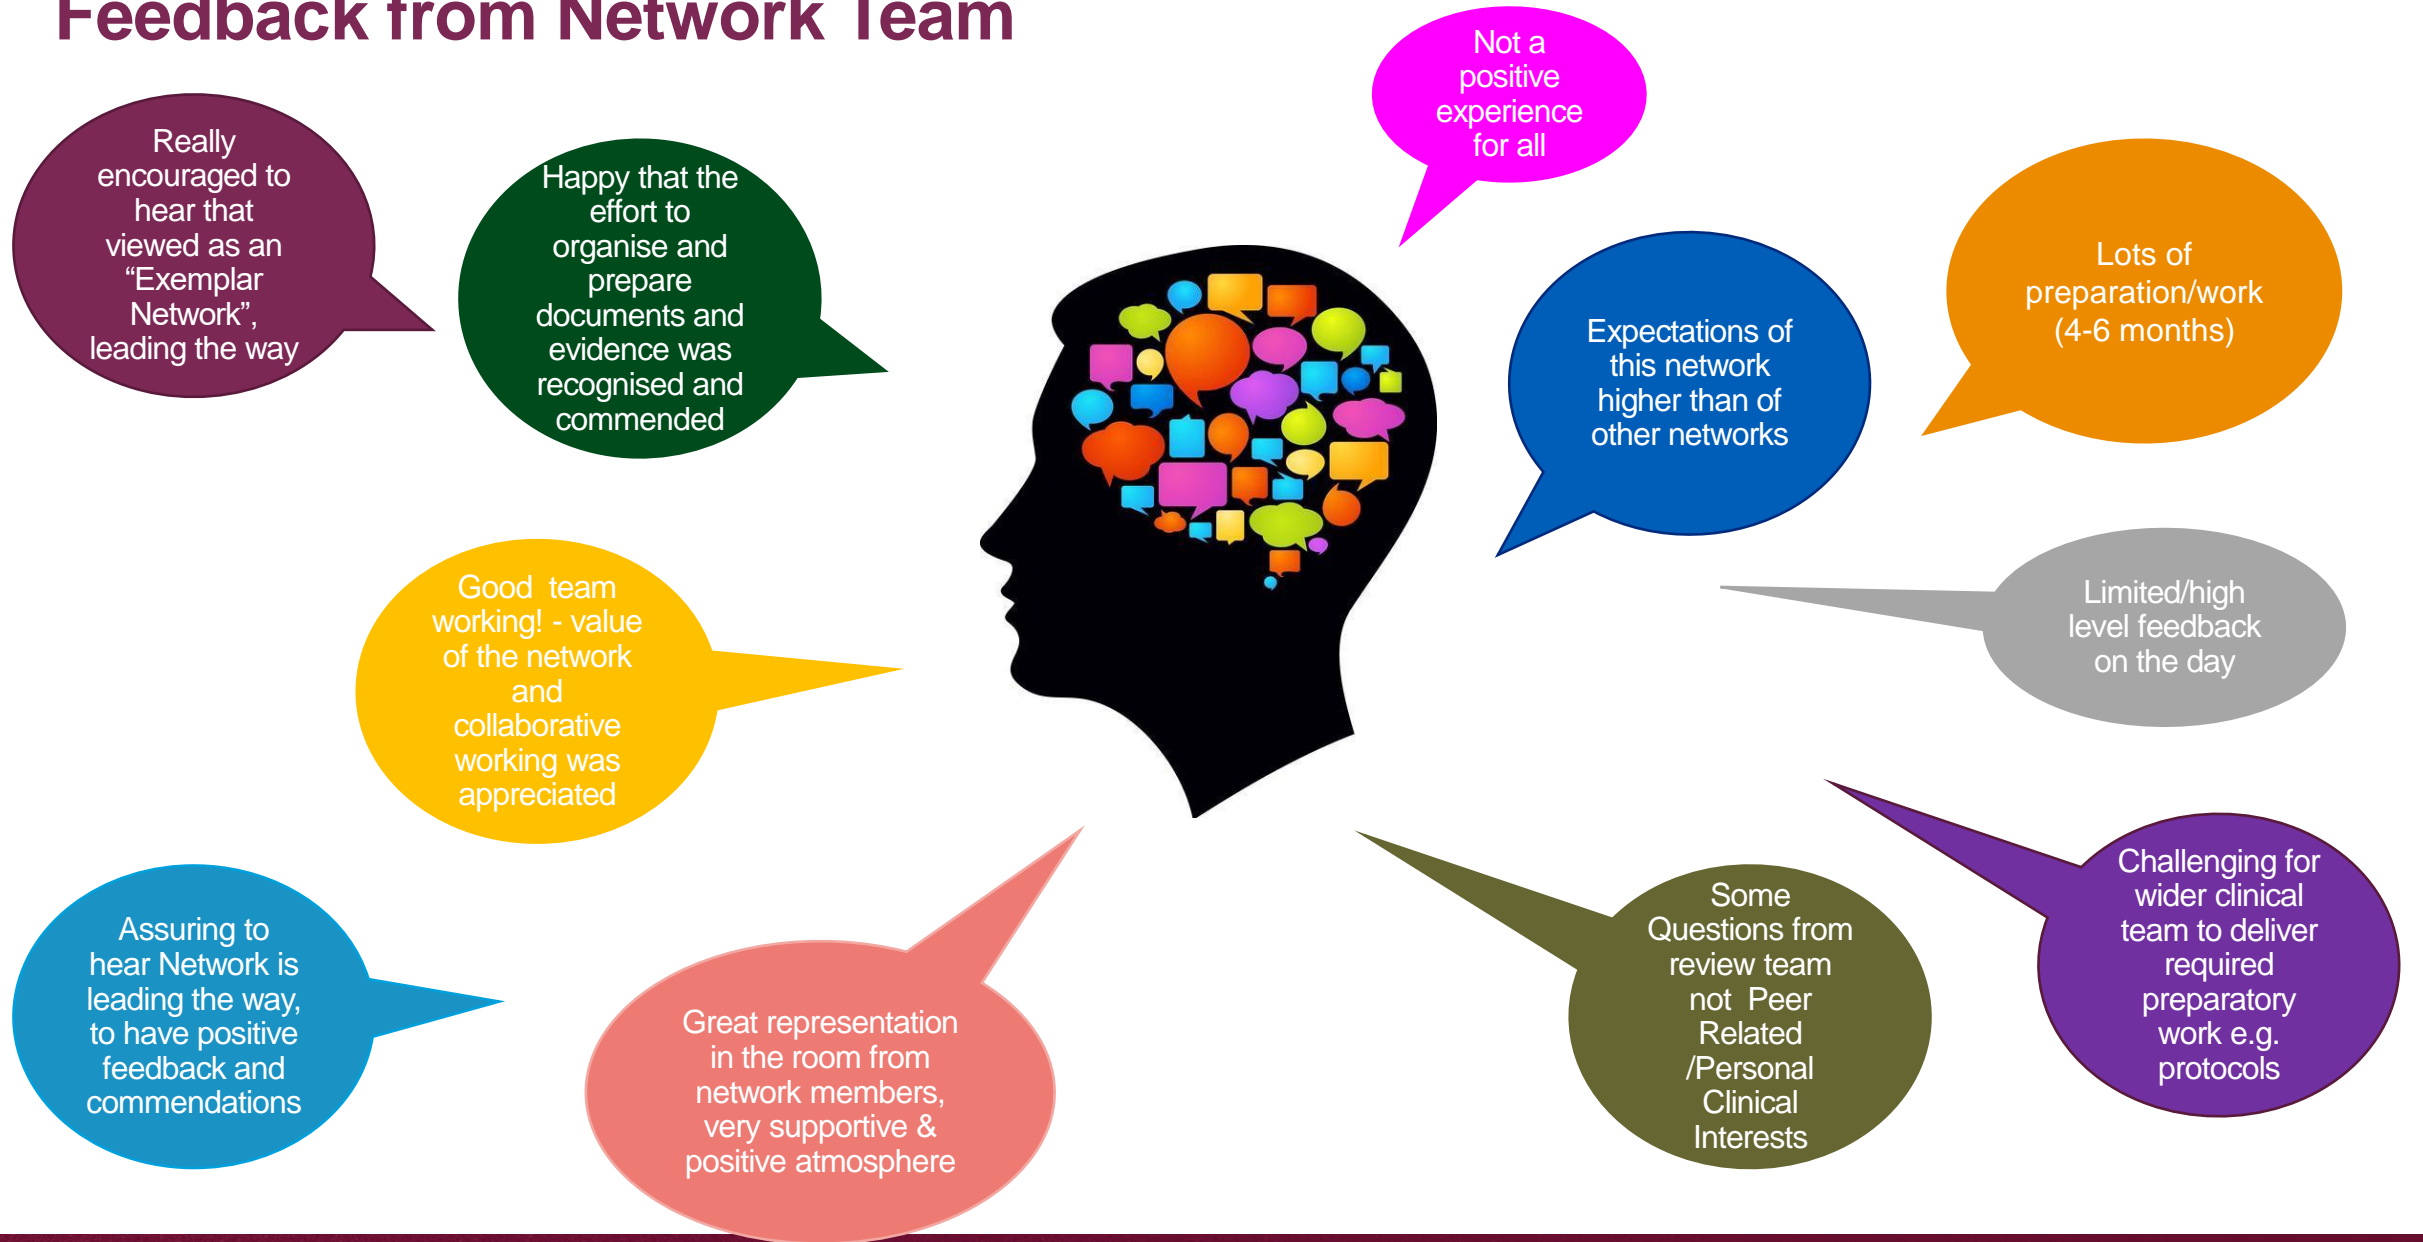 Feedback from Network Team
Really
encouraged to
hear that
viewed as an
“Exemplar
Network”,
leading the way
Happy that the
effort to
organise and
prepare
documents and
evidence was
recognised and
commended
Not a
positive
experience
for all
Expectations of
this network
higher than of
other networks
Lots of
preparation/work
(4-6 months)
Good  team
working! - value
of the network
and
collaborative
working was
appreciated
Limited/high
level feedback
on the day
Assuring to
hear Network is
leading the way,
to have positive
feedback and
commendations
Great representation
in the room from
network members,
very supportive &
positive atmosphere
Some
Questions from
review team
not  Peer
Related
/Personal
Clinical
Interests
Challenging for
wider clinical
team to deliver
required
preparatory
work e.g.
protocols